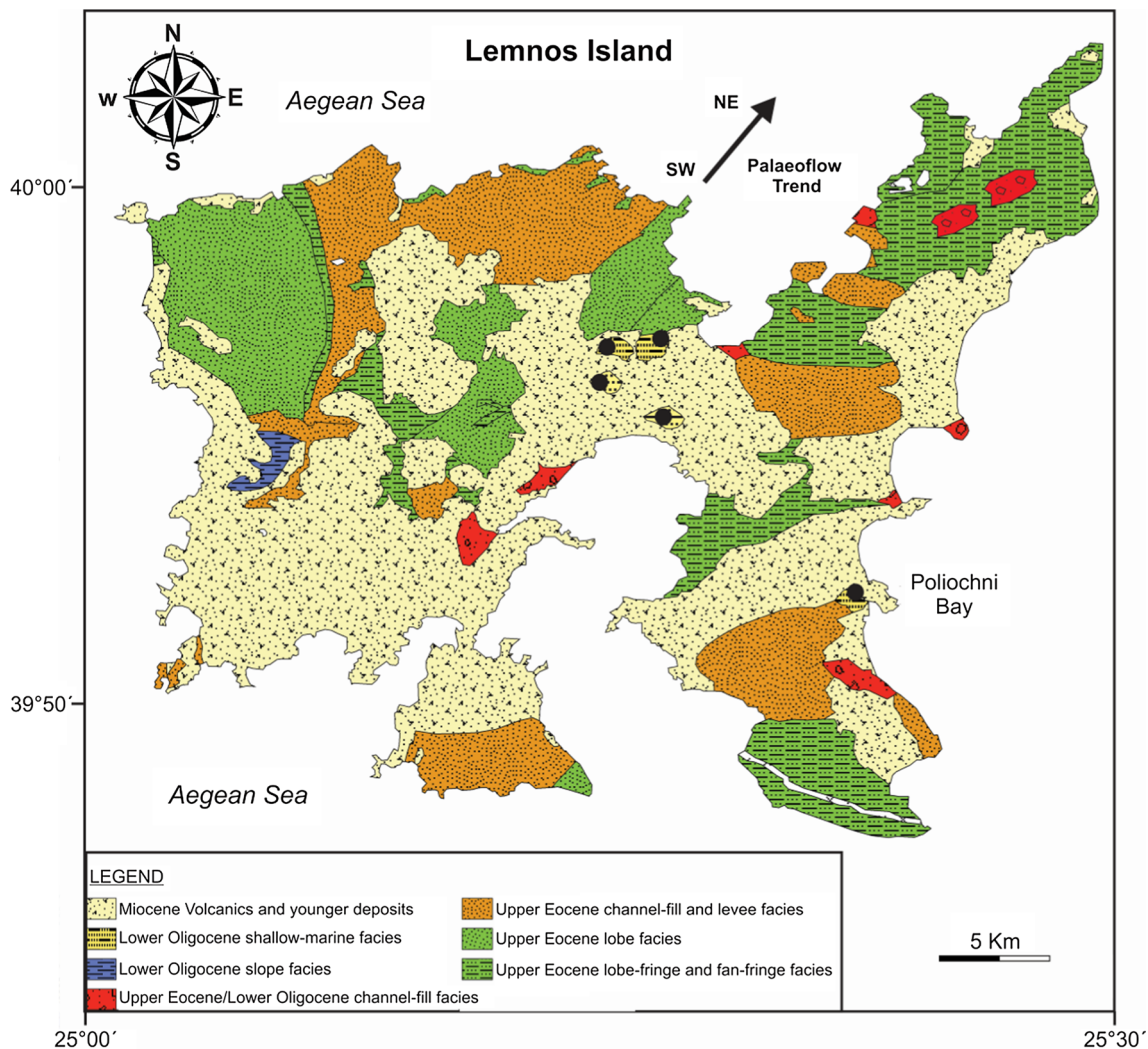 Lemnos Island
N
W
E
S
Aegean Sea
NE
SW
Palaeoflow
Trend
40°00´
Poliochni
Bay
39°50´
Aegean Sea
LEGEND
Miocene Volcanics and younger deposits
Lower Oligocene shallow-marine facies
Lower Oligocene slope facies
Upper Eocene/Lower Oligocene channel-fill facies
Upper Eocene channel-fill and levee facies
Upper Eocene lobe facies
Upper Eocene lobe-fringe and fan-fringe facies
5 Km
25°00´
25°30´